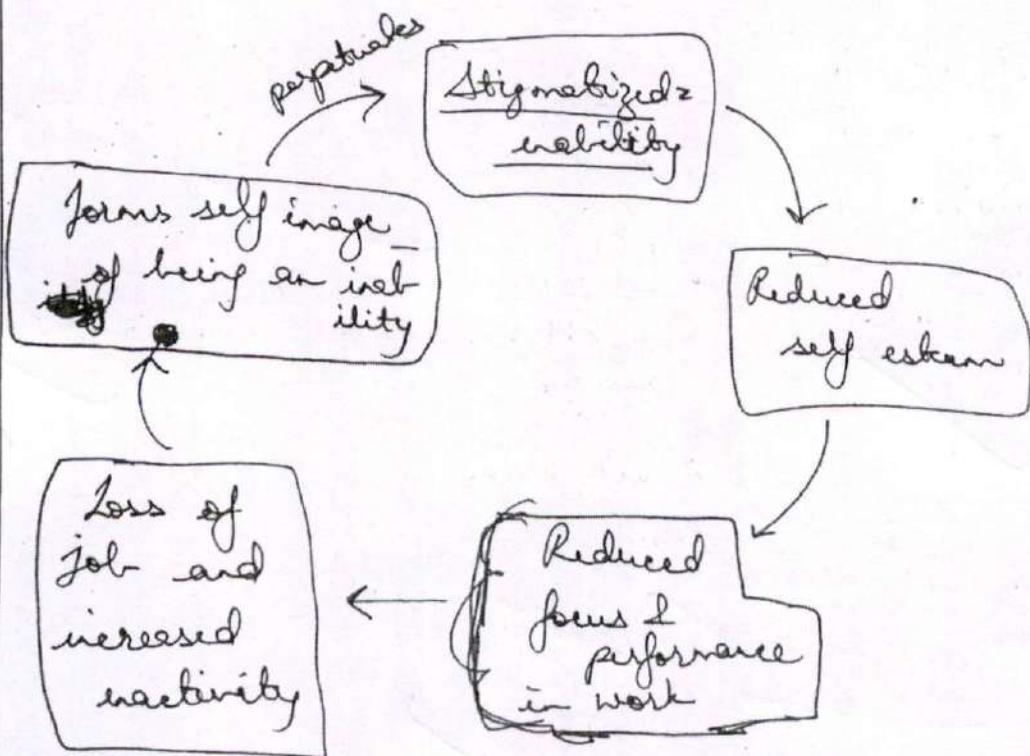 perpetuates
Stigmatized=
inability
Reduced
self esteem
Reduced
focus &
performance
in work
Loss of
job and
increased
inactivity
forms self image
of being an inab
ility